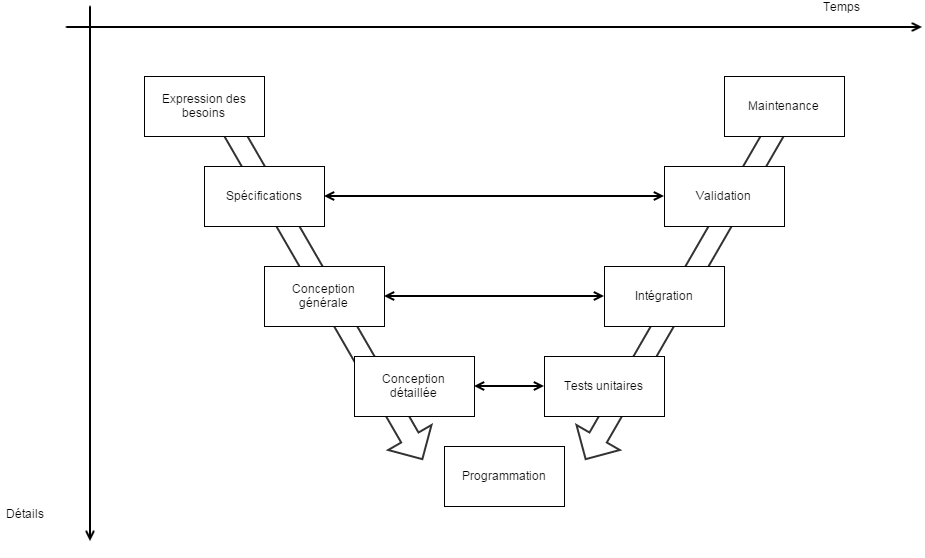 Temps
Expression des
besoins
Maintenance
Spécifications
Validation
Conception
générale
Intégration
Conception
détaillée
Tests unitaires
Programmation
Détails